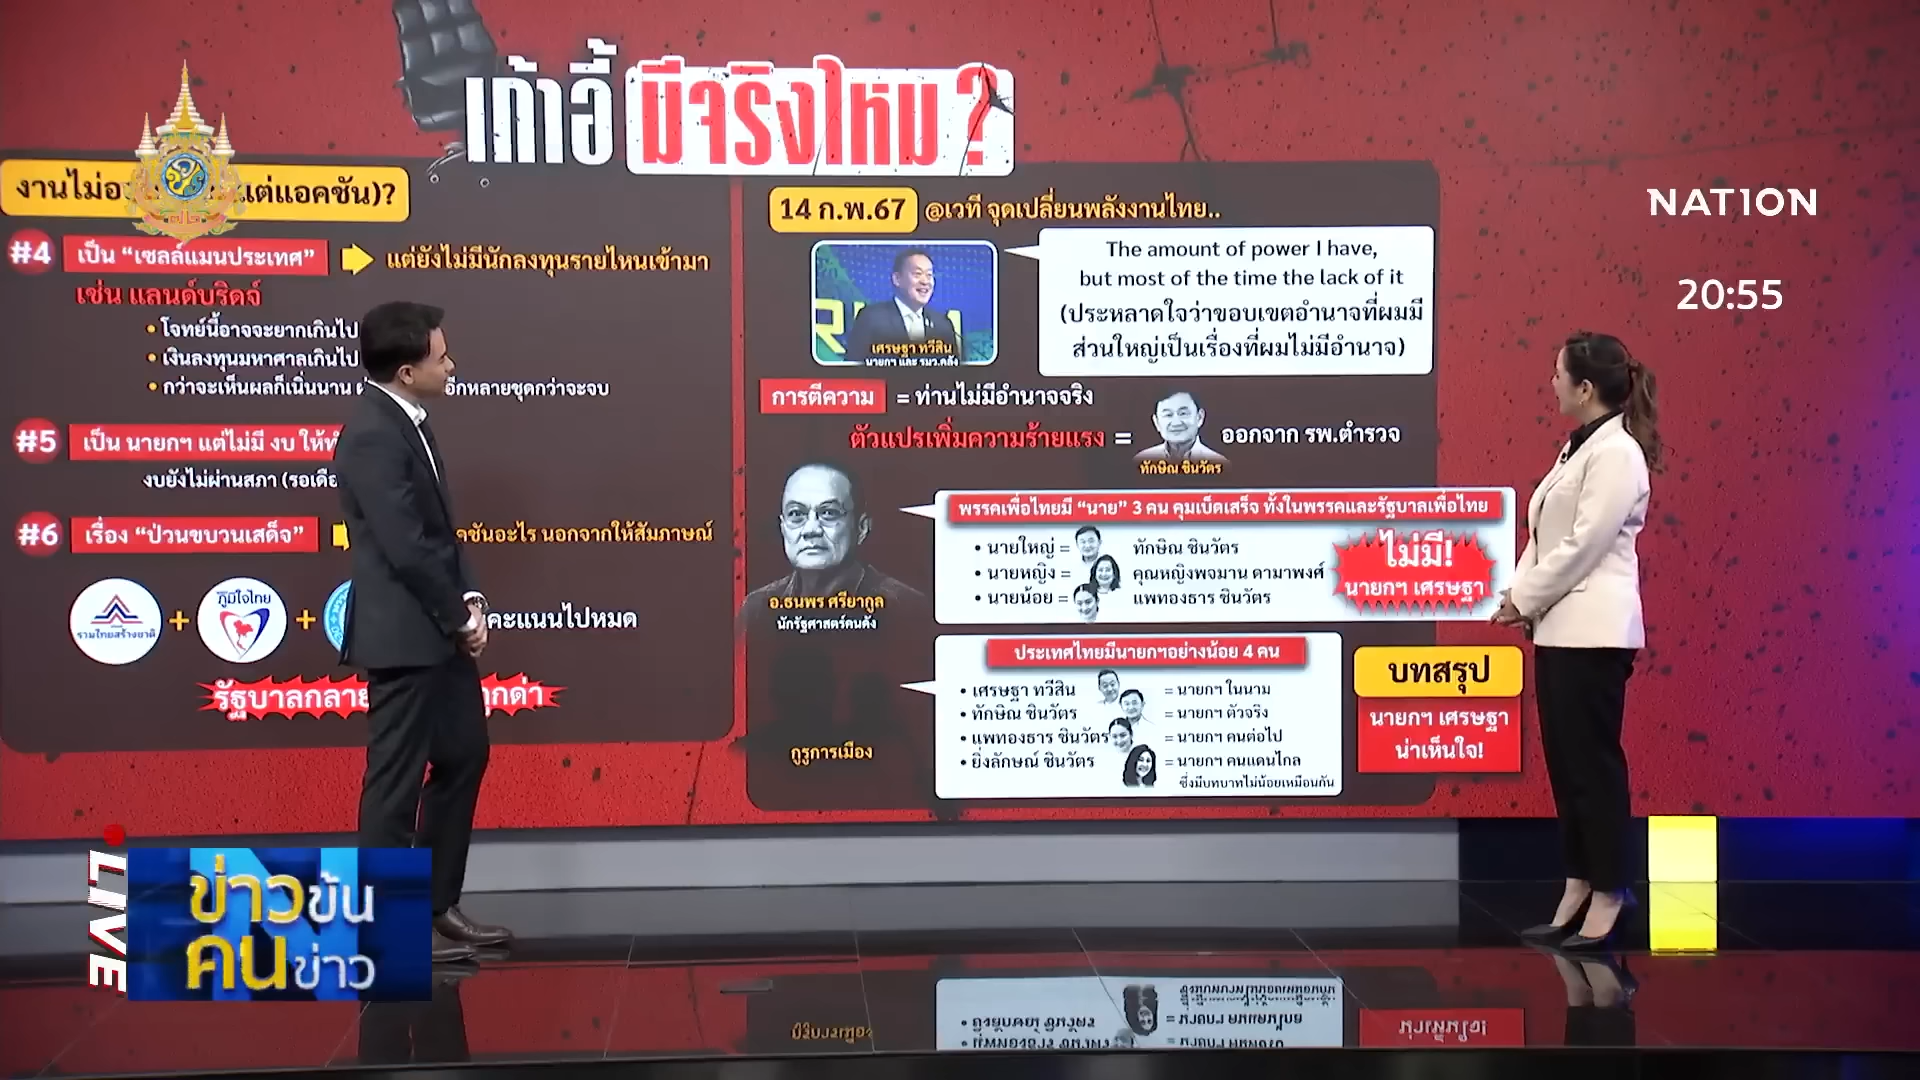 เก้าอี้ มีจริงไหม?
แต่แอคชัน)?
#4 เป็น “เซลล์แมนประเทศ” แต่ยังไม่มีนักลงทุนรายไหนเข้ามา
เช่น แลนด์บริดจ์
• โจทย์นี้อาจจะยากเกินไป
• เงินลงทุนมหาศาลเกินไป
• กว่าจะเห็นผลก็เนิ่นนาน อีกหลายชุดกว่าจะจบ
#5 เป็น นายกฯ แต่ไม่มี งบ
งบยังไม่ผ่านสภา
#6 เรื่อง “ป่วนขบวนเสด็จ” นอกจากให้สัมภาษณ์
รวมไทยสร้างชาติ
+
ภูมิใจไทย
+
คะแนนไปหมด
14 ก.พ.67 @เวที จุดเปลี่ยนพลังงานไทย..
เศรษฐา ทวีสิน
นายกฯ และ รมว.คลัง
The amount of power I have,
but most of the time the lack of it
(ประหลาดใจว่าขอบเขตอำนาจที่ผมมี
ส่วนใหญ่เป็นเรื่องที่ผมไม่มีอำนาจ)
การตีความ = ท่านไม่มีอำนาจจริง
ตัวแปรเพิ่มความร้ายแรง = ออกจาก รพ.ตำรวจ
ทักษิณ ชินวัตร
อ.ธนพร ศรียากูล
นักรัฐศาสตร์คนดัง
พรรคเพื่อไทยมี “นาย” 3 คน คุมเบ็ดเสร็จ ทั้งในพรรคและรัฐบาลเพื่อไทย
• นายใหญ่ = ทักษิณ ชินวัตร
• นายหญิง = คุณหญิงพจมาน ดามาพงศ์
• นายน้อย = แพทองธาร ชินวัตร
ไม่มี!
นายกฯ เศรษฐา
กูรูการเมือง
ประเทศไทยมีนายกฯอย่างน้อย 4 คน
• เศรษฐา ทวีสิน = นายกฯ ในนาม
• ทักษิณ ชินวัตร = นายกฯ ตัวจริง
• แพทองธาร ชินวัตร = นายกฯ คนต่อไป
• ยิ่งลักษณ์ ชินวัตร = นายกฯ คนแดนไกล
ซึ่งมีบทบาทไม่น้อยเหมือนกัน
บทสรุป
นายกฯ เศรษฐา
น่าเห็นใจ!
NATION
20:55
LIVE
ข่าวข้น
คนข่าว